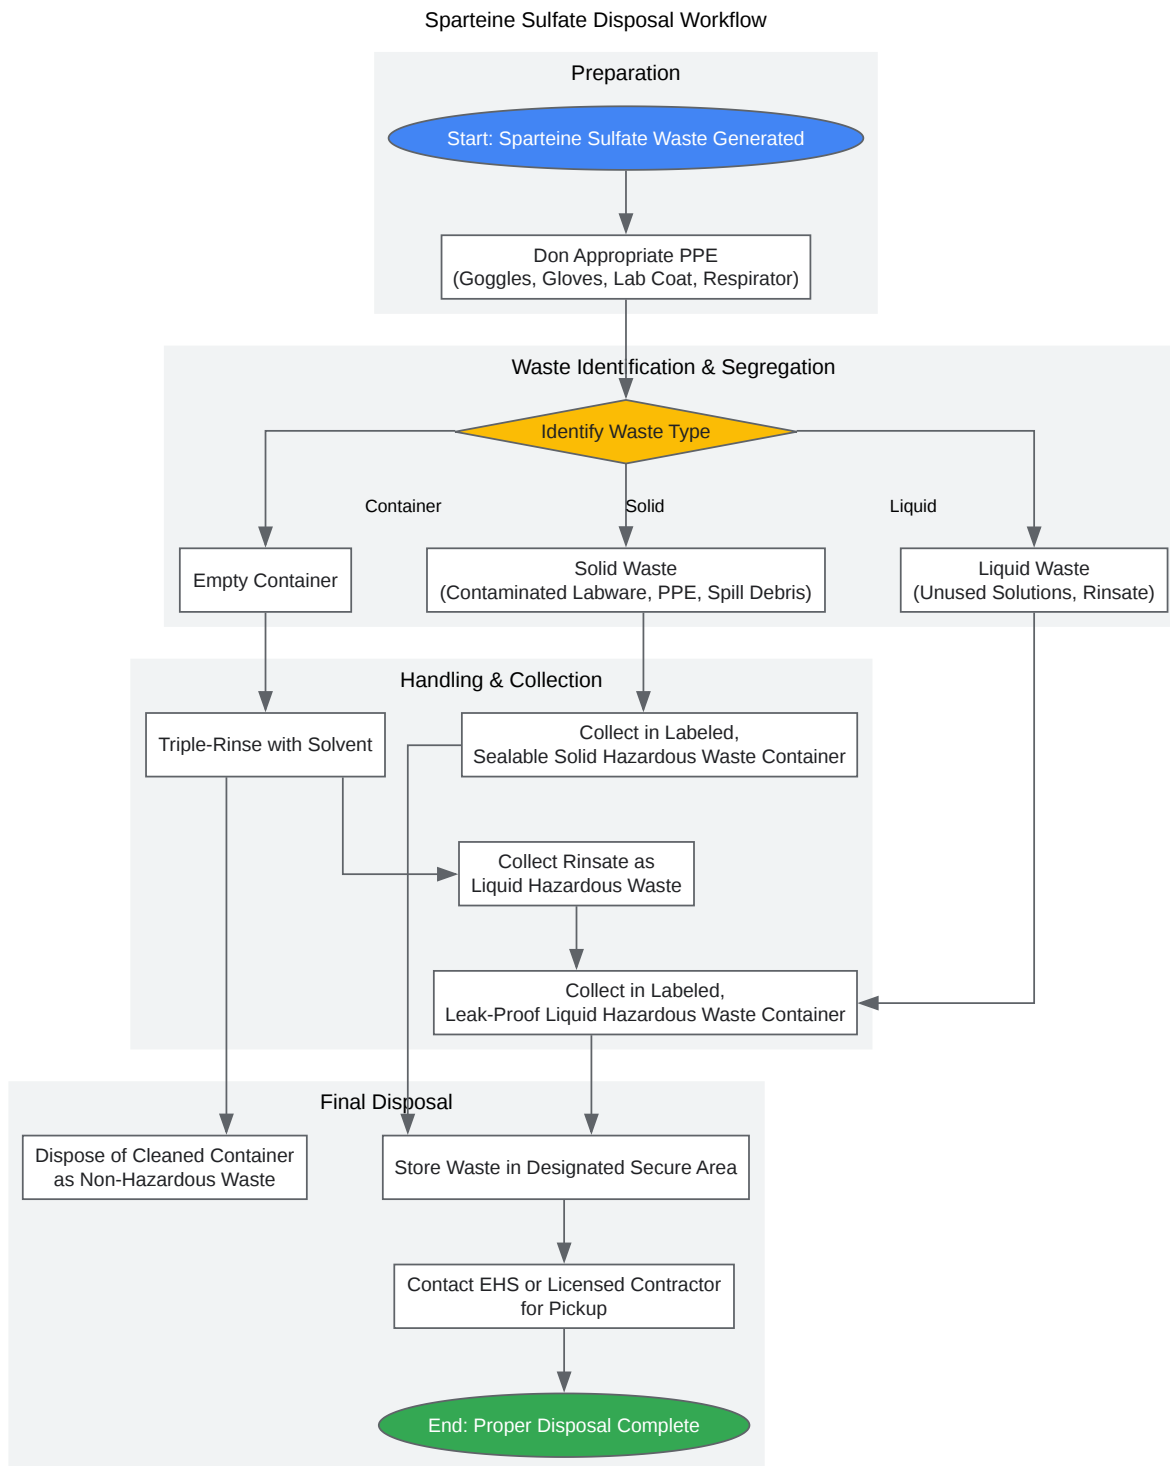 Sparteine Sulfate Disposal Workflow
Preparation
Start: Sparteine Sulfate Waste Generated
Don Appropriate PPE
(Goggles, Gloves, Lab Coat, Respirator)
Waste Identification & Segregation
Identify Waste Type
Container
Solid
Liquid
Empty Container
Solid Waste
(Contaminated Labware, PPE, Spill Debris)
Liquid Waste
(Unused Solutions, Rinsate)
Handling & Collection
Triple-Rinse with Solvent
Collect in Labeled,
Sealable Solid Hazardous Waste Container
Collect Rinsate as
Liquid Hazardous Waste
Collect in Labeled,
Leak-Proof Liquid Hazardous Waste Container
Final Disposal
Dispose of Cleaned Container
as Non-Hazardous Waste
Store Waste in Designated Secure Area
Contact EHS or Licensed Contractor
for Pickup
End: Proper Disposal Complete